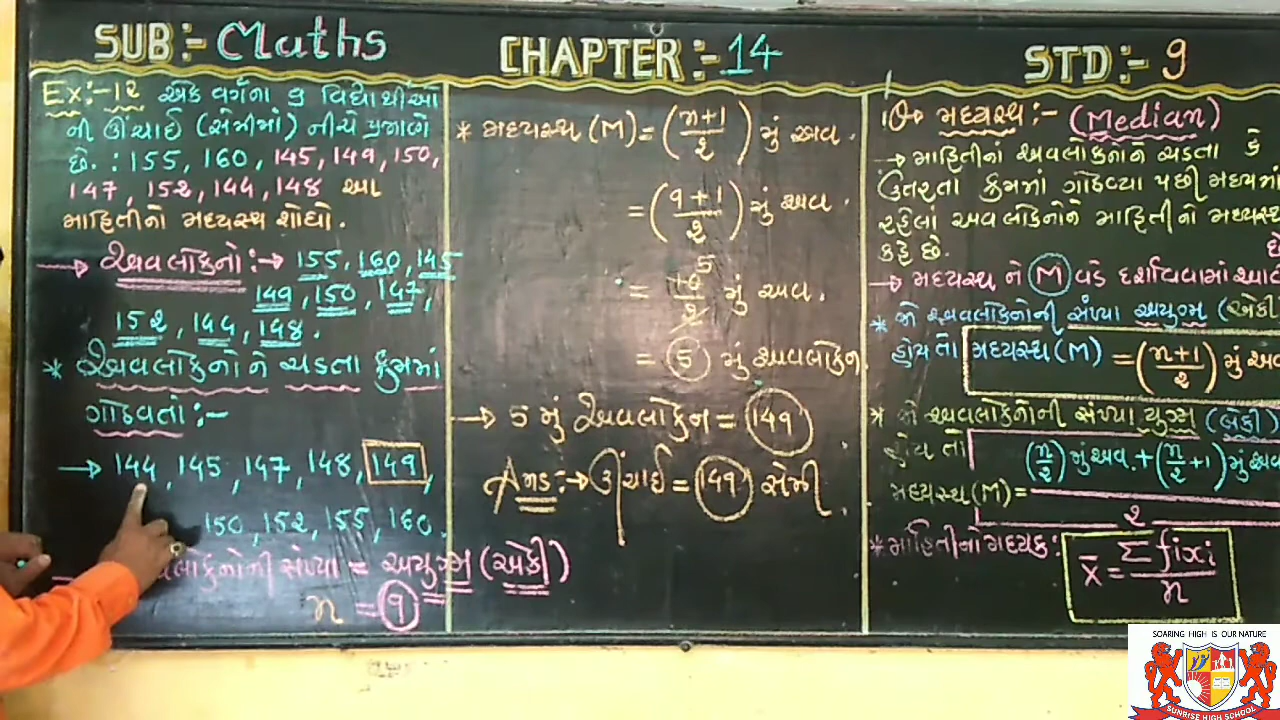 SUB:- Maths
CHAPTER:- 14
STD:- 9
Ex:-12 એક વર્ગના 9 વિદ્યાર્થીઓ
ની ઊંચાઈ (સેમીમાં) નીચે પ્રમાણે
છે. : 155, 160, 145, 149, 150,
147, 152, 144, 148 આ
માહિતીનો મધ્યસ્થ શોધો.
→ અવલોકનો:→ 155, 160, 145
149, 150, 147,
152, 144, 148.
* અવલોકનો ને ચડતા ક્રમમાં
ગોઠવતાં:-
→ 144, 145, 147, 148, 149,
150, 152, 155, 160.
સંખ્યા = અયુગ્મ (એકી)
n = 9
* મધ્યસ્થ (M) = (n+1/2) મું અવ.
= (9+1/2) મું અવ.
5
= 10/2 મું અવ.
= 5 મું અવલોકન.
→ 5 મું અવલોકન = 149
→ ઊંચાઈ = 149 સેમી.
મધ્યસ્થ:- (Median)
→ માહિતીનાં અવલોકનોને ચડતા કે
ઉતરતા ક્રમમાં ગોઠવ્યા પછી મધ્યમાં
રહેલાં અવલોકનોને માહિતીનો મધ્યસ્થ
કહે છે.
→ મધ્યસ્થ ને M વડે દર્શાવવામાં આવ
* જો અવલોકનોની સંખ્યા અયુગ્મ (એકી
હોય તો મધ્યસ્થ (M) = (n+1/2) મું અવ
* જો અવલોકનોની સંખ્યા યુગ્મ (બેકી)
હોય તો
મધ્યસ્થ (M) = (n/2) મું અવ. + (n/2 +1) મું અવ / 2
* માહિતીનો મધ્યક: x̄ = Σfixi/n
SOARING HIGH IS OUR NATURE
SUNRISE HIGH SCHOOL